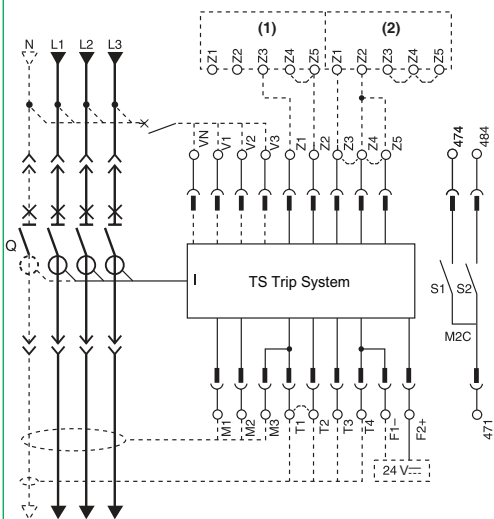 N L1 L2 L3
(1) (2)
Z1 Z2 Z3 Z4 Z5 Z1 Z2 Z3 Z4 Z5
VN V1 V2 V3 Z1 Z2 Z3 Z4 Z5
474 484
Q
I
TS Trip System
S1 S2
M2C
M1 M2 M3 T1 T2 T3 T4 F1– F2+
471
24 V